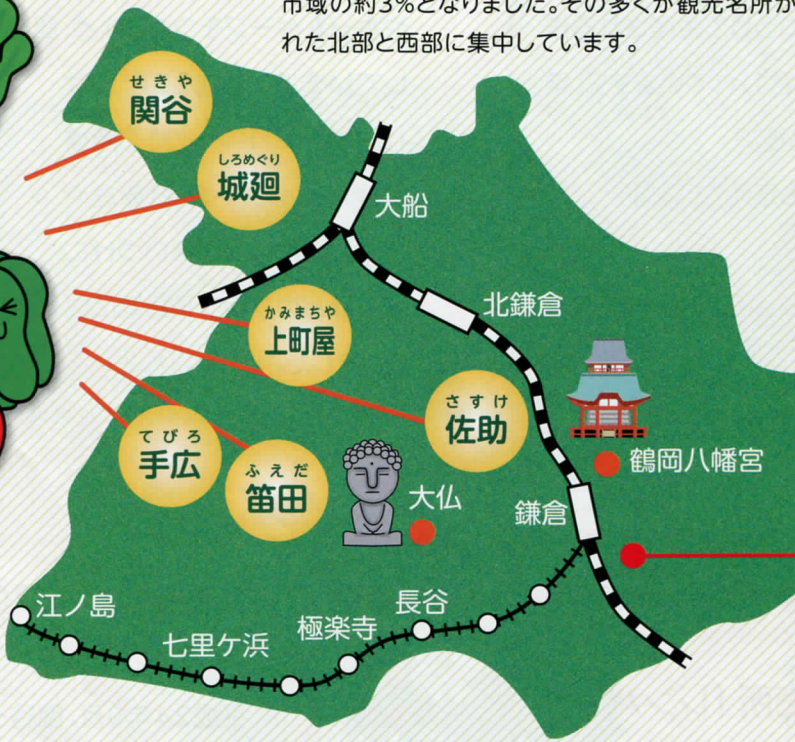 市域の約3%となりました。その多くが観光名所か
れた北部と西部に集中しています。
せきや
関谷
しろめぐり
城廻
大船
かみまちや
上町屋
北鎌倉
さすけ
佐助
てびろ
手広
ふえだ
笛田
大仏
鶴岡八幡宮
鎌倉
江ノ島
七里ケ浜
極楽寺
長谷